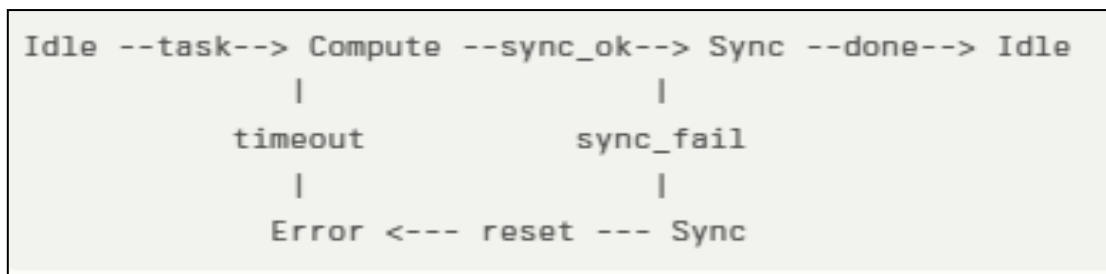 Idle --task--> Compute --sync_ok--> Sync --done--> Idle
| |
timeout sync_fail
| |
Error <--- reset --- Sync